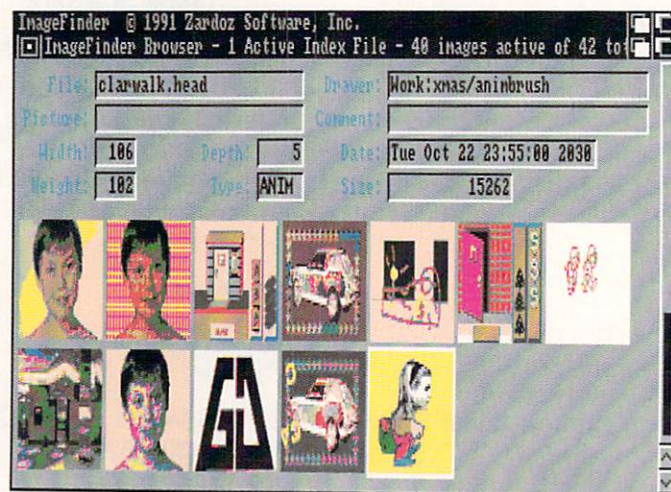 ImageFinder © 1991 Zardoz Software, Inc.
ImageFinder Browser - 1 Active Index File - 40 images active of 42 to
File: clarwalk.head Drawer: Work:xmas/animbrush
Picture: Comment:
Width: 106 Depth: 5 Date: Tue Oct 22 23:55:00 2030
Height: 102 Type: ANIM Size: 15262